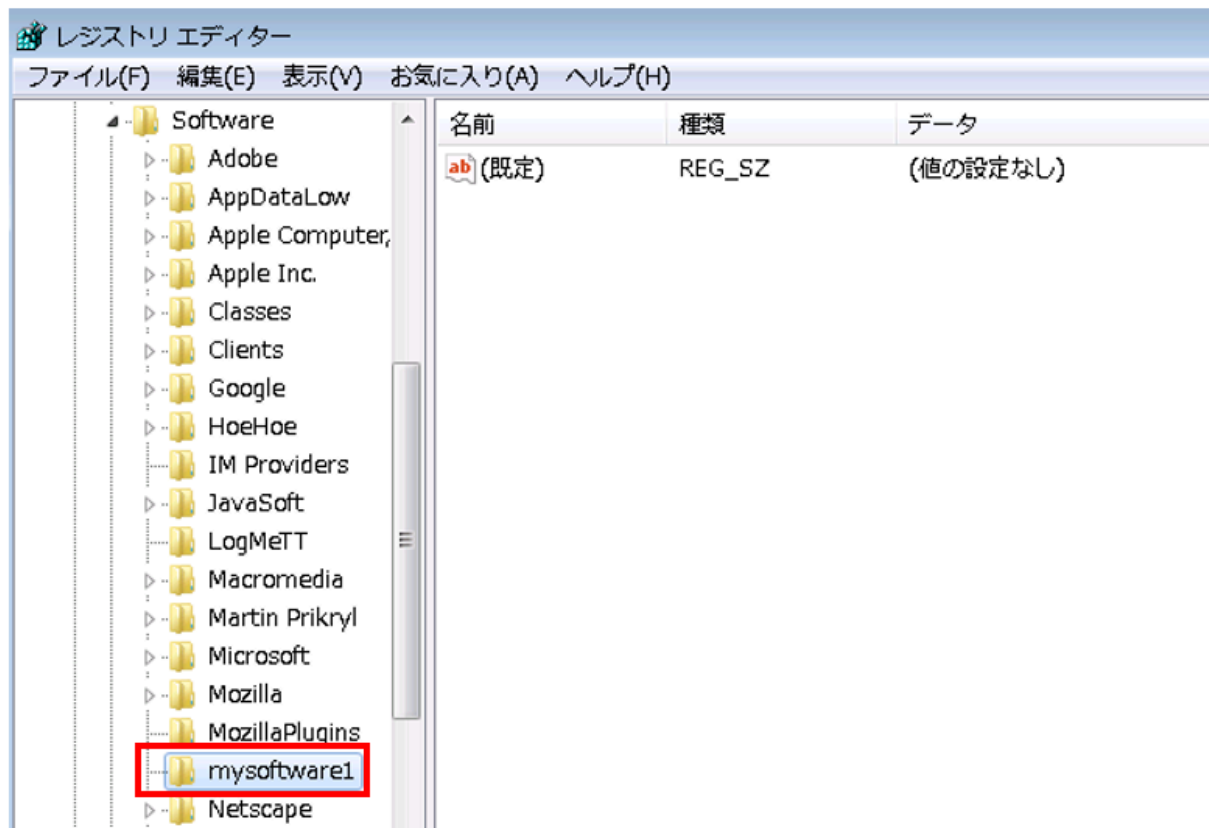 レジストリ エディター
ファイル(F) 編集(E) 表示(V) お気に入り(A) ヘルプ(H)
Software
Adobe
AppDataLow
Apple Computer,
Apple Inc.
Classes
Clients
Google
HoeHoe
IM Providers
JavaSoft
LogMeTT
Macromedia
Martin Prikryl
Microsoft
Mozilla
MozillaPlugins
mysoftware1
Netscape
名前 種類 データ
ab (既定) REG_SZ (値の設定なし)